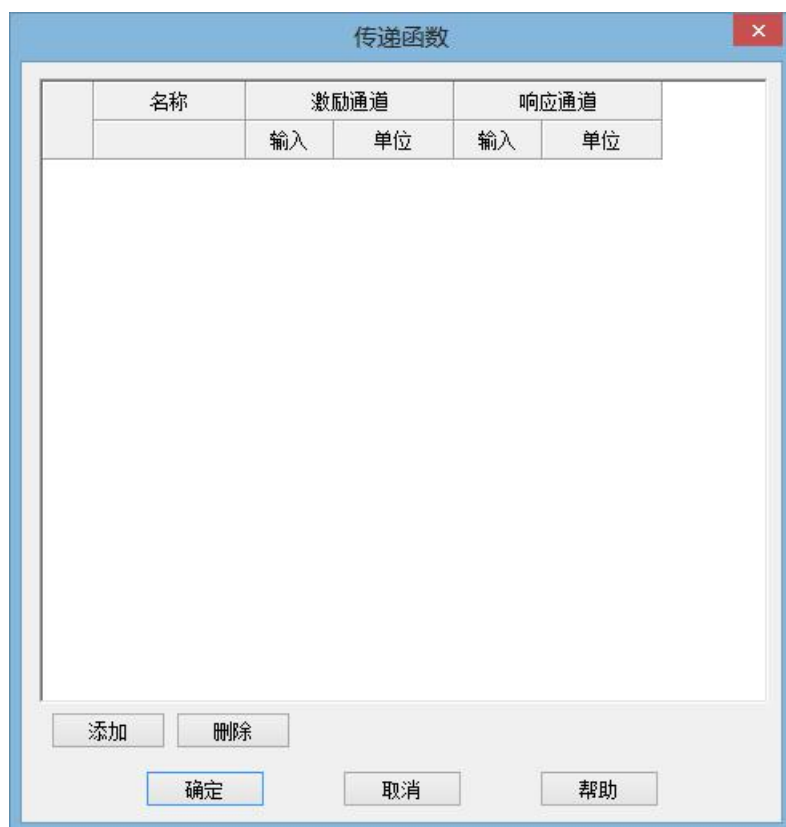 传递函数
名称 激励通道 响应通道
输入 单位 输入 单位
添加 删除
确定 取消 帮助